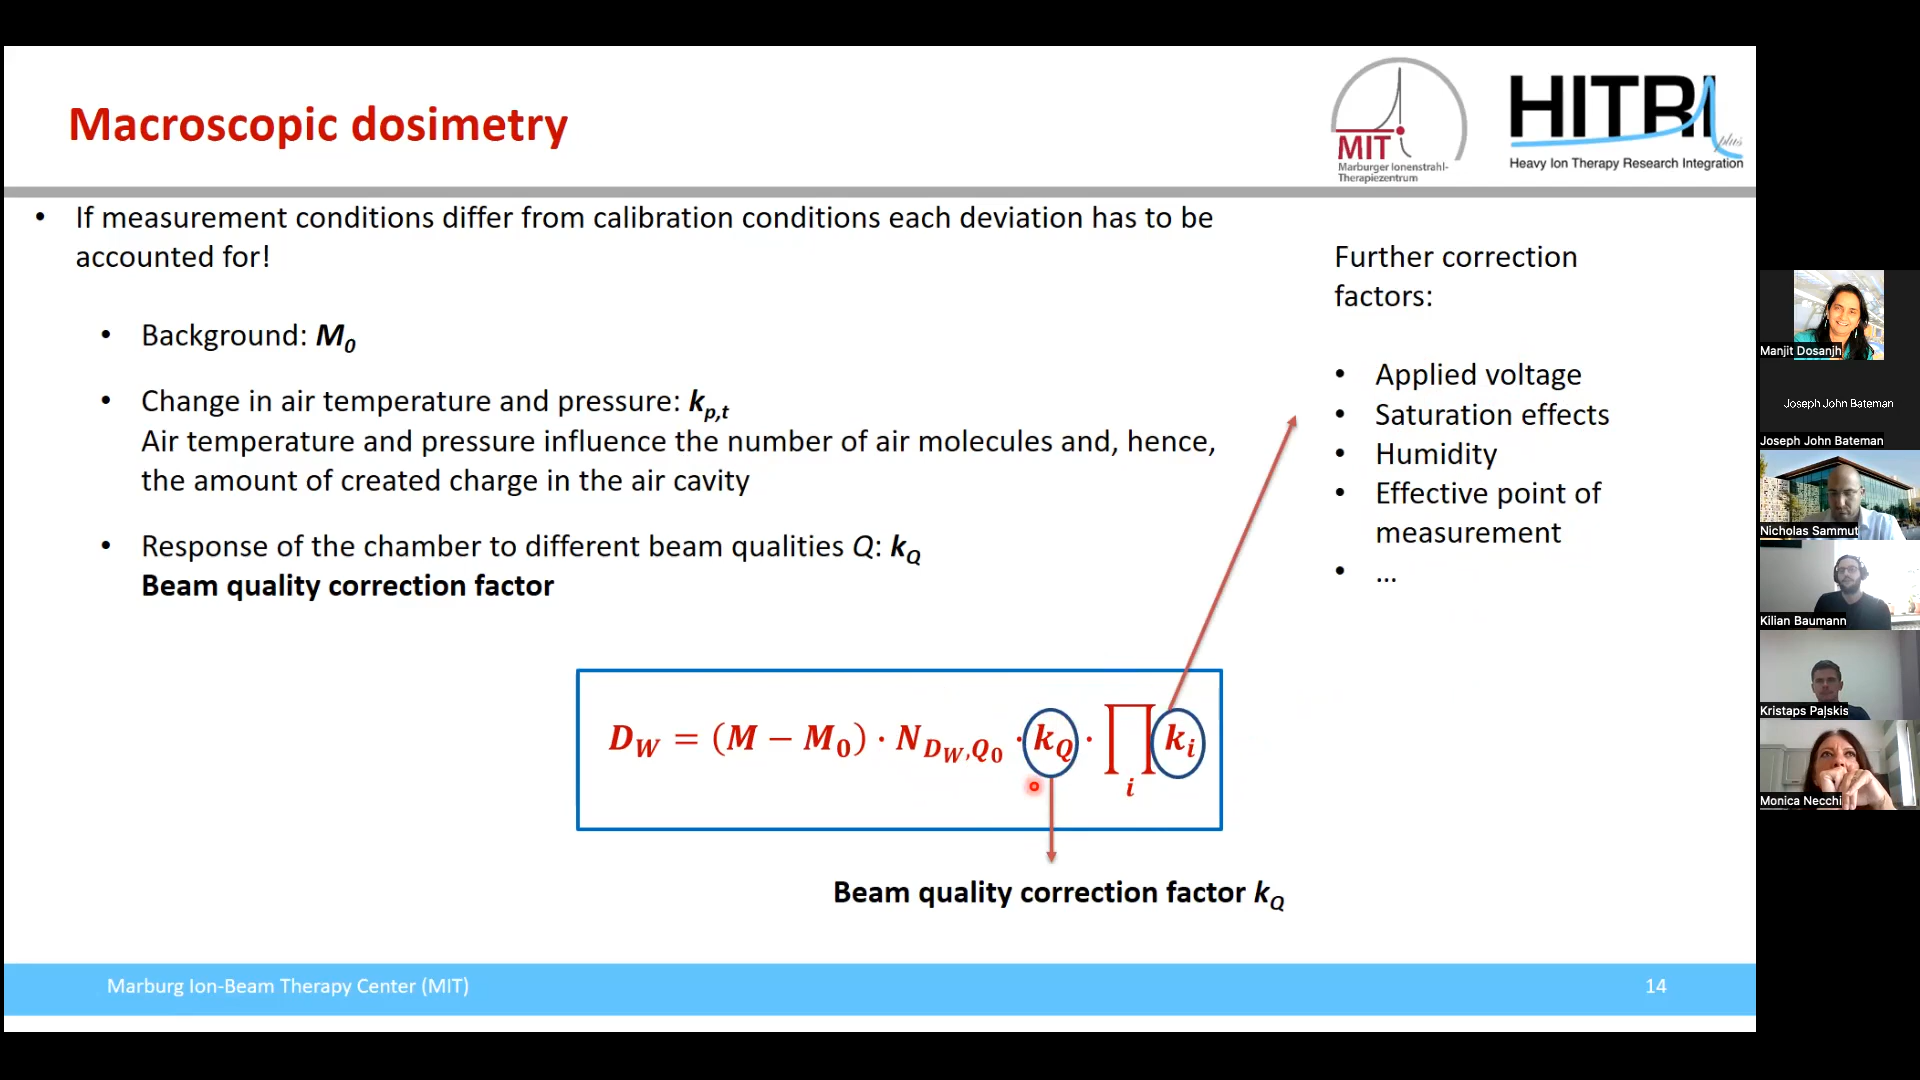 Macroscopic dosimetry
MIT
Marburger Ionenstrahl-
Therapiezentrum
HITRI
plus
Heavy Ion Therapy Research Integration
• If measurement conditions differ from calibration conditions each deviation has to be
accounted for!
• Background: M₀
• Change in air temperature and pressure: kₚ,ₜ
Air temperature and pressure influence the number of air molecules and, hence,
the amount of created charge in the air cavity
• Response of the chamber to different beam qualities Q: k_Q
Beam quality correction factor
Further correction
factors:
• Applied voltage
• Saturation effects
• Humidity
• Effective point of
measurement
• ...
D_W = (M − M₀) · N_{D_W,Q₀} · k_Q · ∏_i k_i
Beam quality correction factor k_Q
Marburg Ion-Beam Therapy Center (MIT)
14
Manjit Dosanjh
Joseph John Bateman
Joseph John Bateman
Nicholas Sammut
Kilian Baumann
Kristaps Paļskis
Monica Necchi